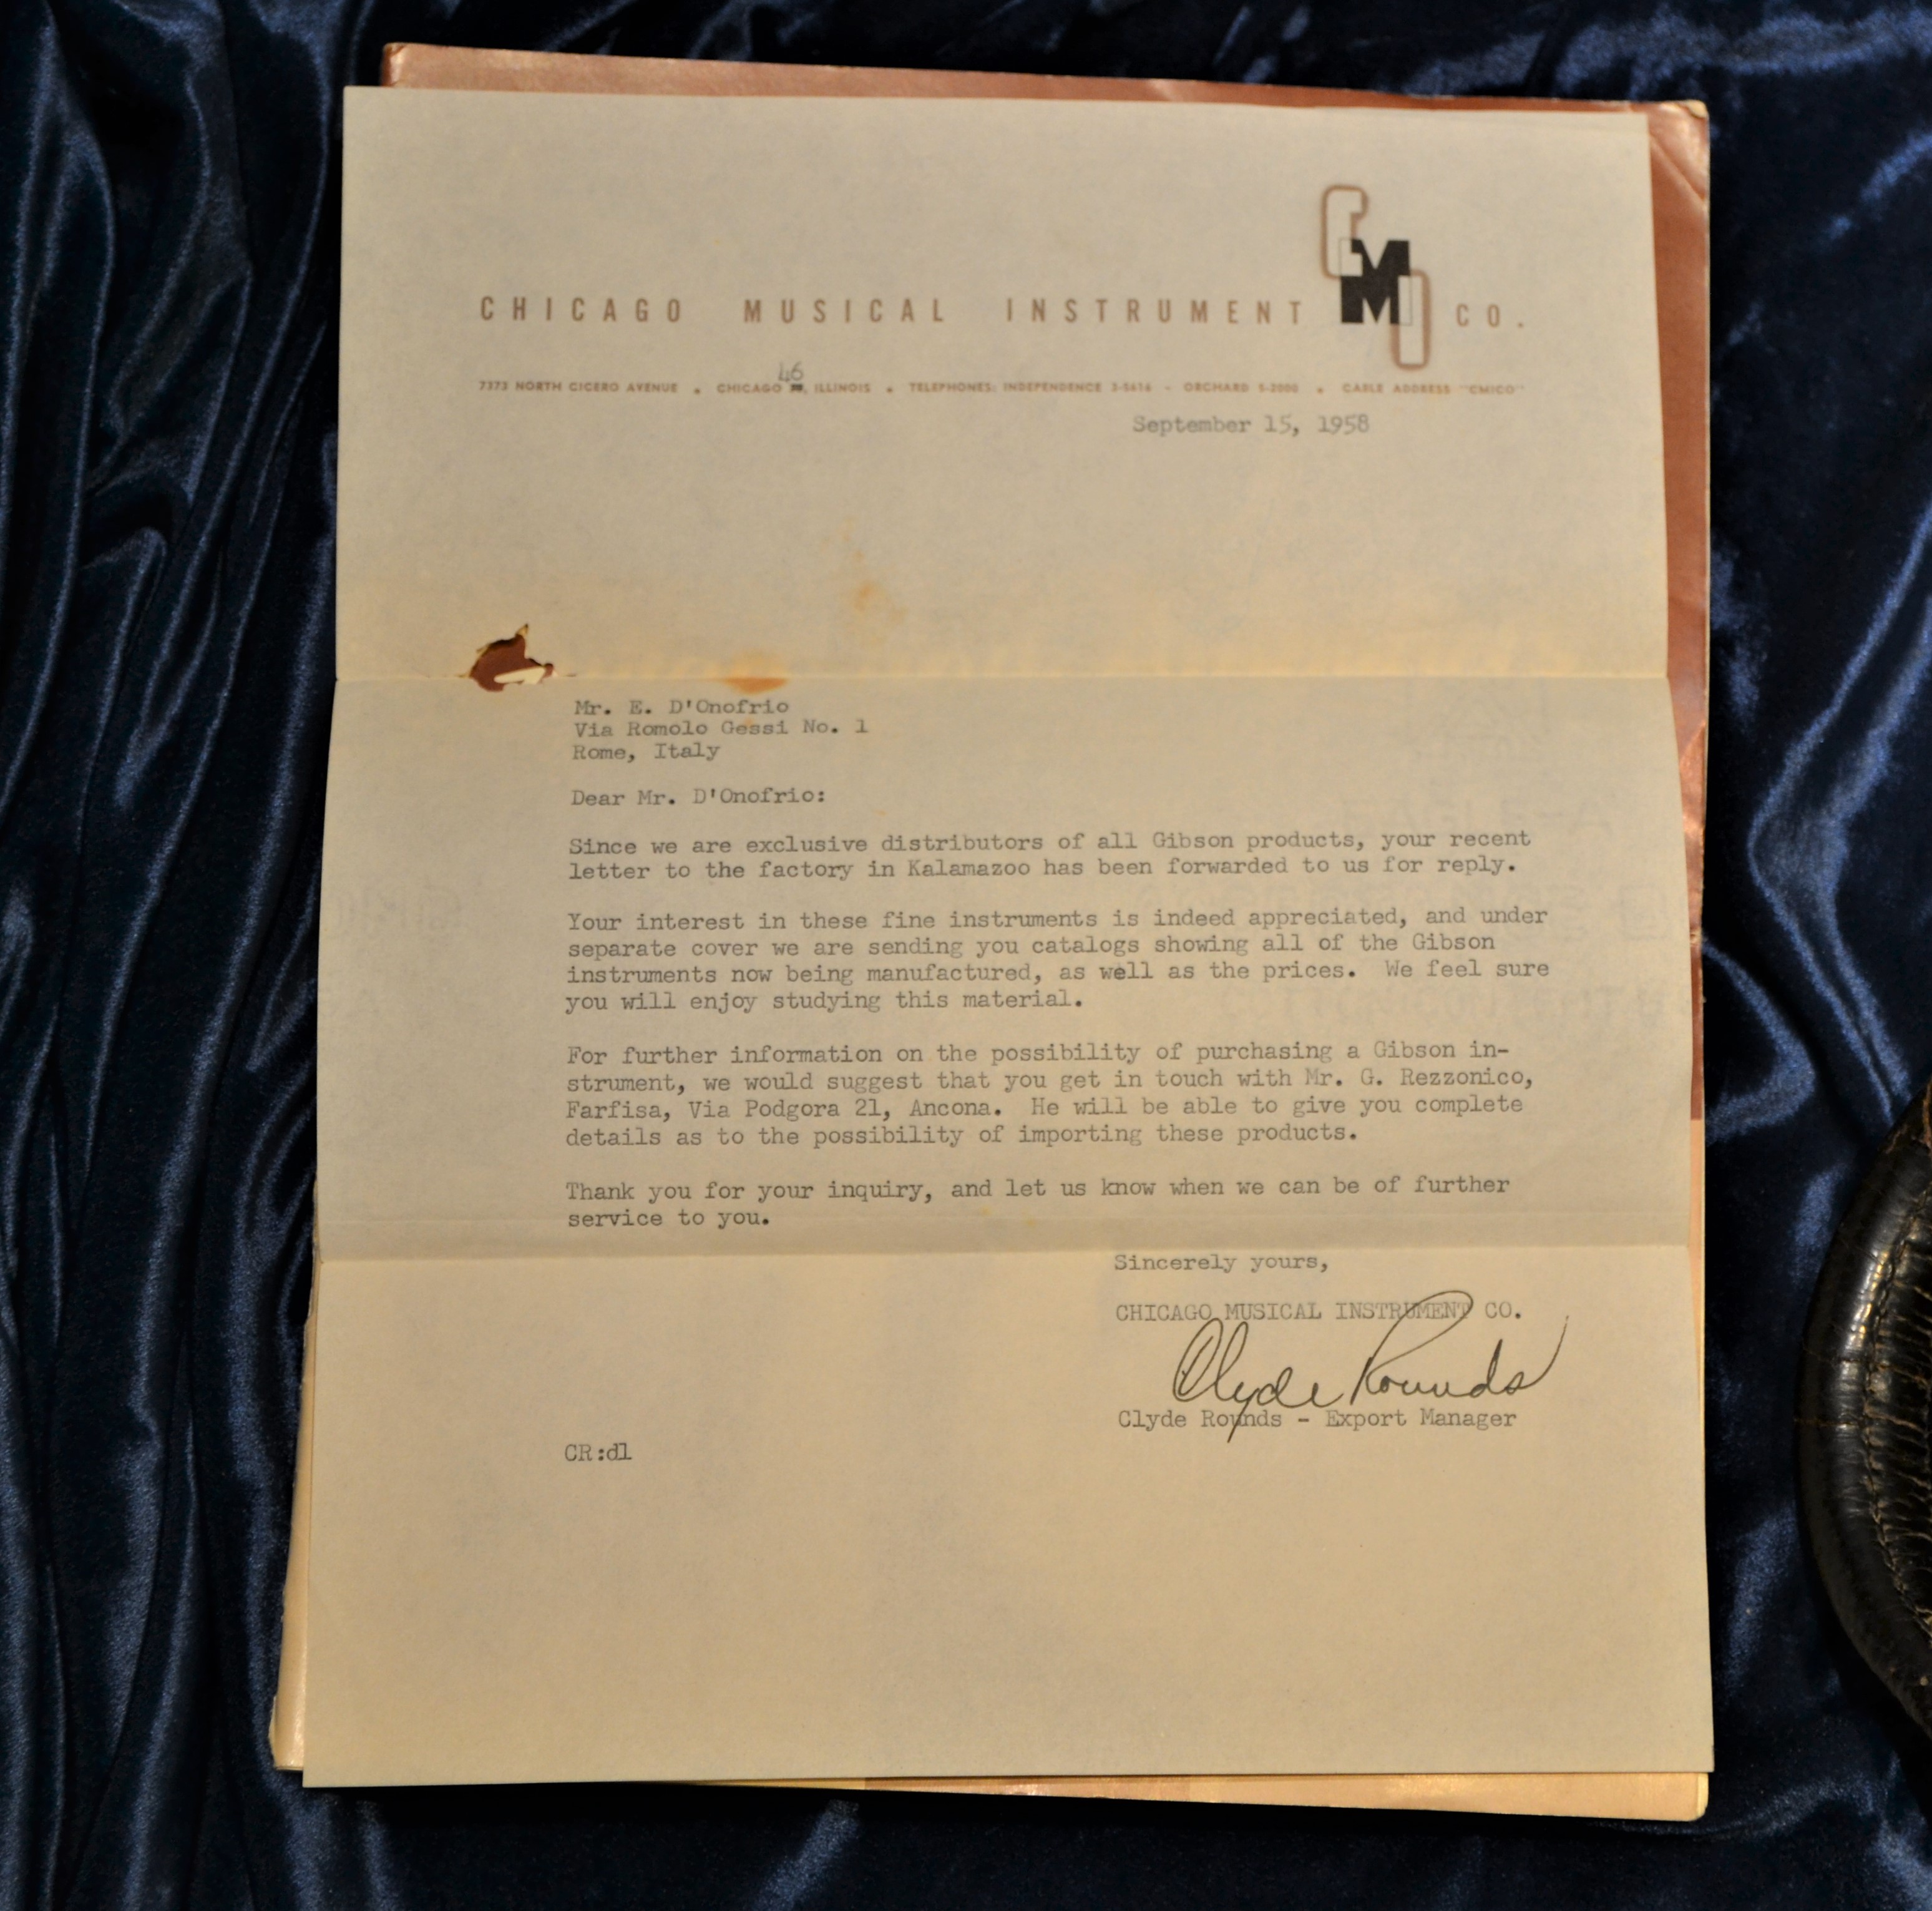 CMI
CHICAGO MUSICAL INSTRUMENT CO.
46
7373 NORTH CICERO AVENUE • CHICAGO , ILLINOIS • TELEPHONES: INDEPENDENCE 3-5616 - ORCHARD 5-2000 • CABLE ADDRESS "CMICO"
September 15, 1958
Mr. E. D'Onofrio
Via Romolo Gessi No. 1
Rome, Italy
Dear Mr. D'Onofrio:
Since we are exclusive distributors of all Gibson products, your recent
letter to the factory in Kalamazoo has been forwarded to us for reply.
Your interest in these fine instruments is indeed appreciated, and under
separate cover we are sending you catalogs showing all of the Gibson
instruments now being manufactured, as well as the prices. We feel sure
you will enjoy studying this material.
For further information on the possibility of purchasing a Gibson in-
strument, we would suggest that you get in touch with Mr. G. Rezzonico,
Farfisa, Via Podgora 21, Ancona. He will be able to give you complete
details as to the possibility of importing these products.
Thank you for your inquiry, and let us know when we can be of further
service to you.
Sincerely yours,
CHICAGO MUSICAL INSTRUMENT CO.
Clyde Rounds
Clyde Rounds - Export Manager
CR:dl